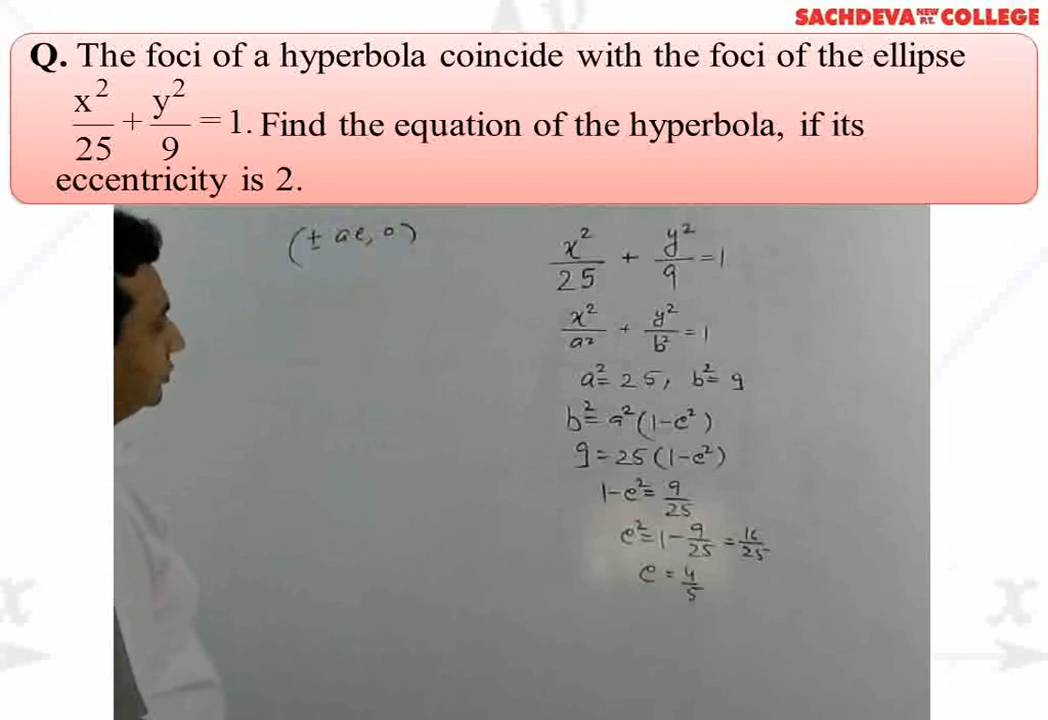 SACHDEVA NEW P.T. COLLEGE
Q. The foci of a hyperbola coincide with the foci of the ellipse
x²/25 + y²/9 = 1. Find the equation of the hyperbola, if its
eccentricity is 2.
(± ae, 0)
x²/25 + y²/9 = 1
x²/a² + y²/b² = 1
a² = 25, b² = 9
b² = a²(1-e²)
9 = 25(1-e²)
1-e² = 9/25
e² = 1 - 9/25 = 16/25
e = 4/5
x
x